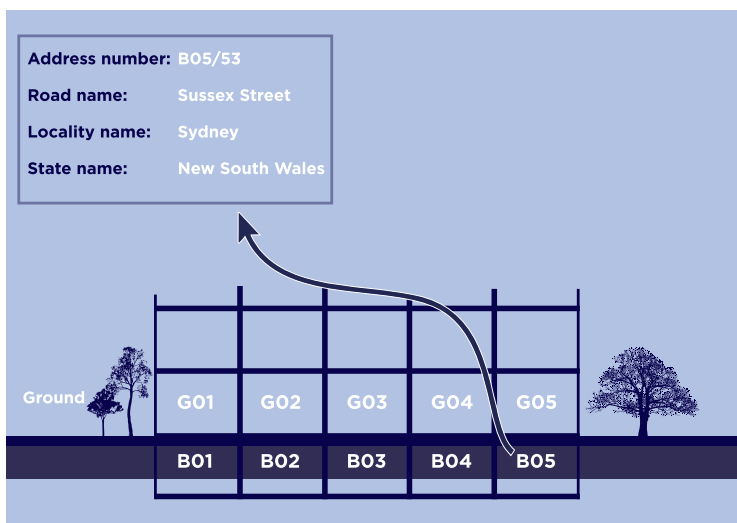 Address number: B05/53
Road name: Sussex Street
Locality name: Sydney
State name: New South Wales
Ground G01 G02 G03 G04 G05
B01 B02 B03 B04 B05